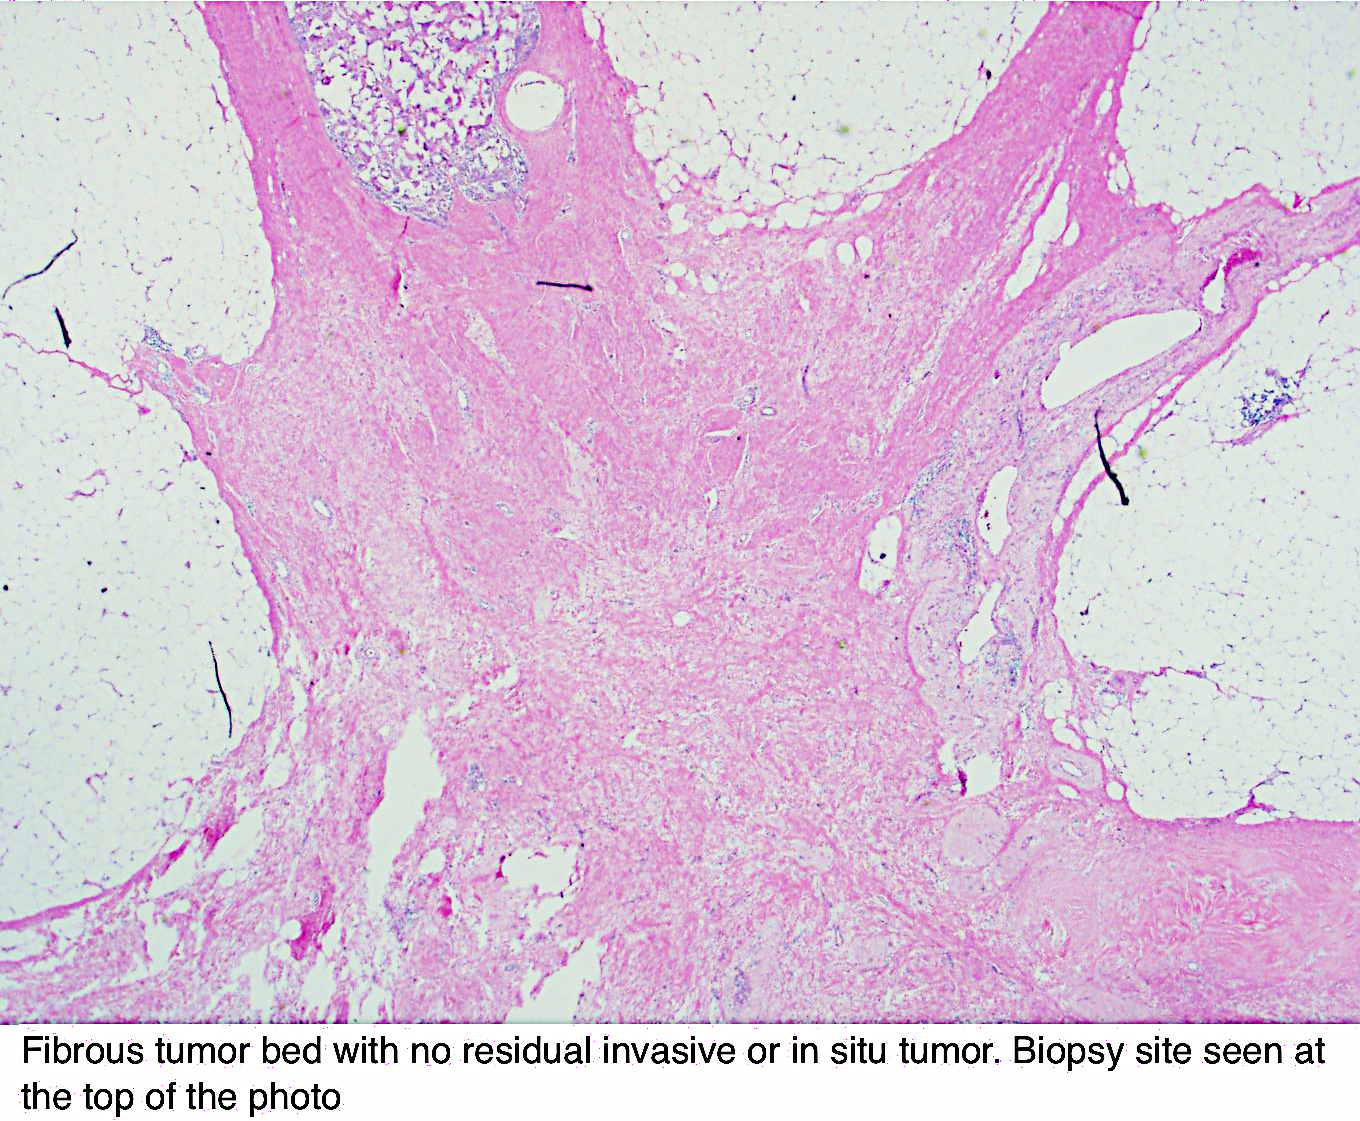 Fibrous tumor bed with no residual invasive or in situ tumor. Biopsy site seen at
the top of the photo